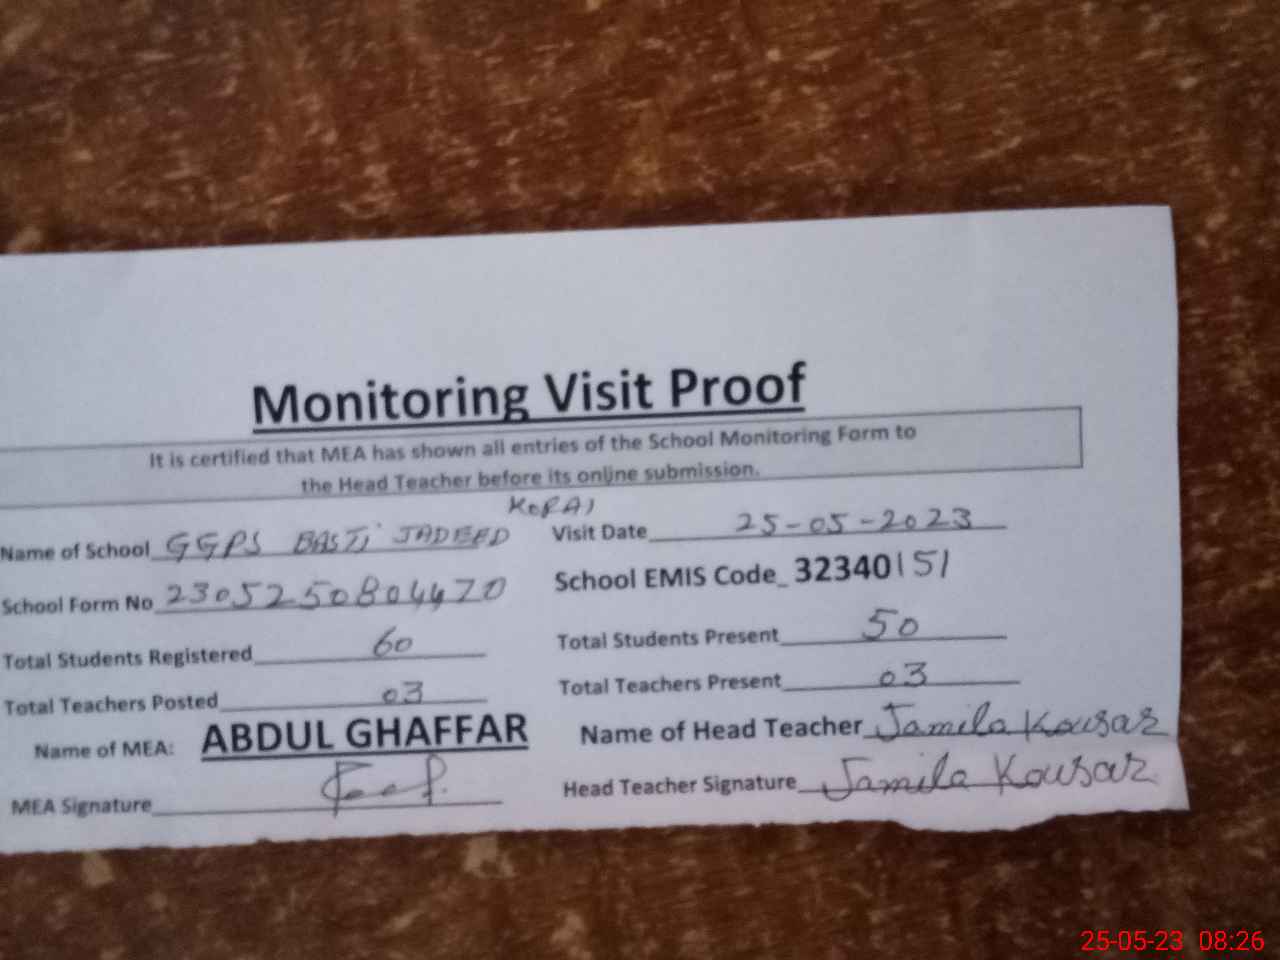 Monitoring Visit Proof
It is certified that MEA has shown all entries of the School Monitoring Form to
the Head Teacher before its online submission.
KORAI
Name of School GGPS BASTI JADEED Visit Date 25-05-2023
School Form No 2305250804470 School EMIS Code_ 32340151
Total Students Registered 60 Total Students Present 50
Total Teachers Posted 03 Total Teachers Present 03
Name of MEA: ABDUL GHAFFAR Name of Head Teacher Jamila Kousar
MEA Signature Head Teacher Signature Jamila Kousar
25-05-23 08:26